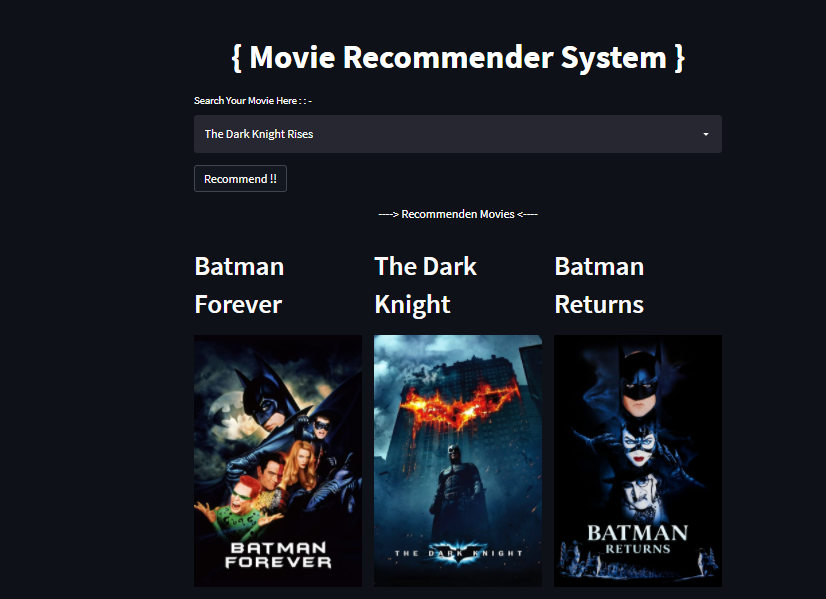 { Movie Recommender System }
Search Your Movie Here : : -
The Dark Knight Rises
Recommend !!
----> Recommenden Movies <----
Batman
Forever
The Dark
Knight
Batman
Returns
BATMAN
FOREVER
THE DARK KNIGHT
BATMAN
RETURNS